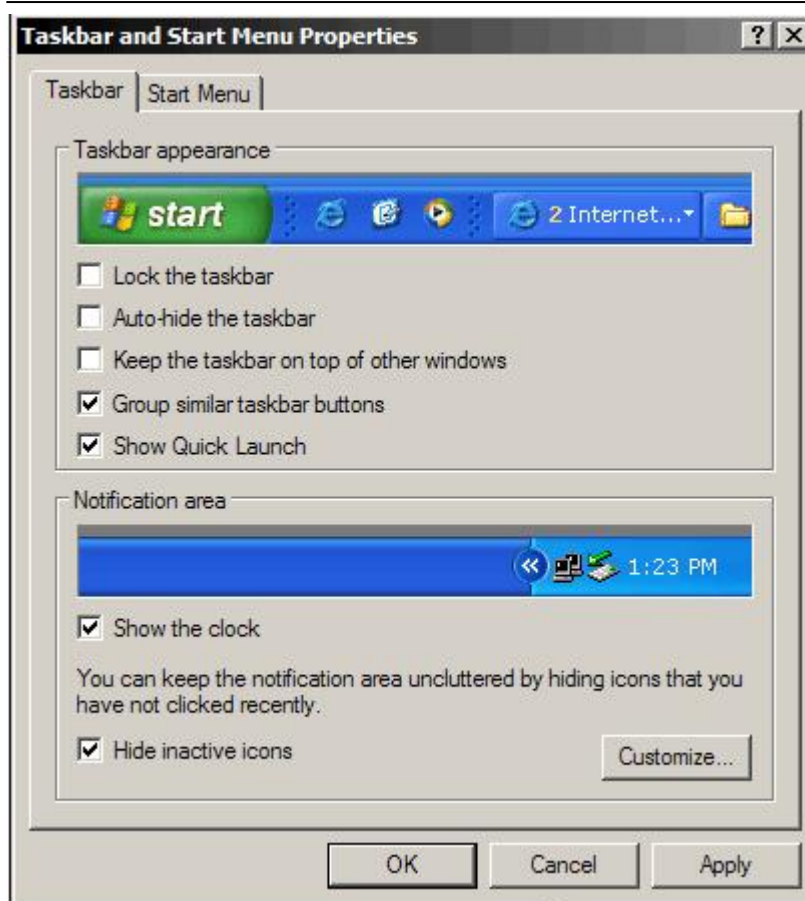 Taskbar and Start Menu Properties
Taskbar
Start Menu
Taskbar appearance
start
2 Internet...
Lock the taskbar
Auto-hide the taskbar
Keep the taskbar on top of other windows
Group similar taskbar buttons
Show Quick Launch
Notification area
1:23 PM
Show the clock
You can keep the notification area uncluttered by hiding icons that you
have not clicked recently.
Hide inactive icons
Customize...
OK
Cancel
Apply